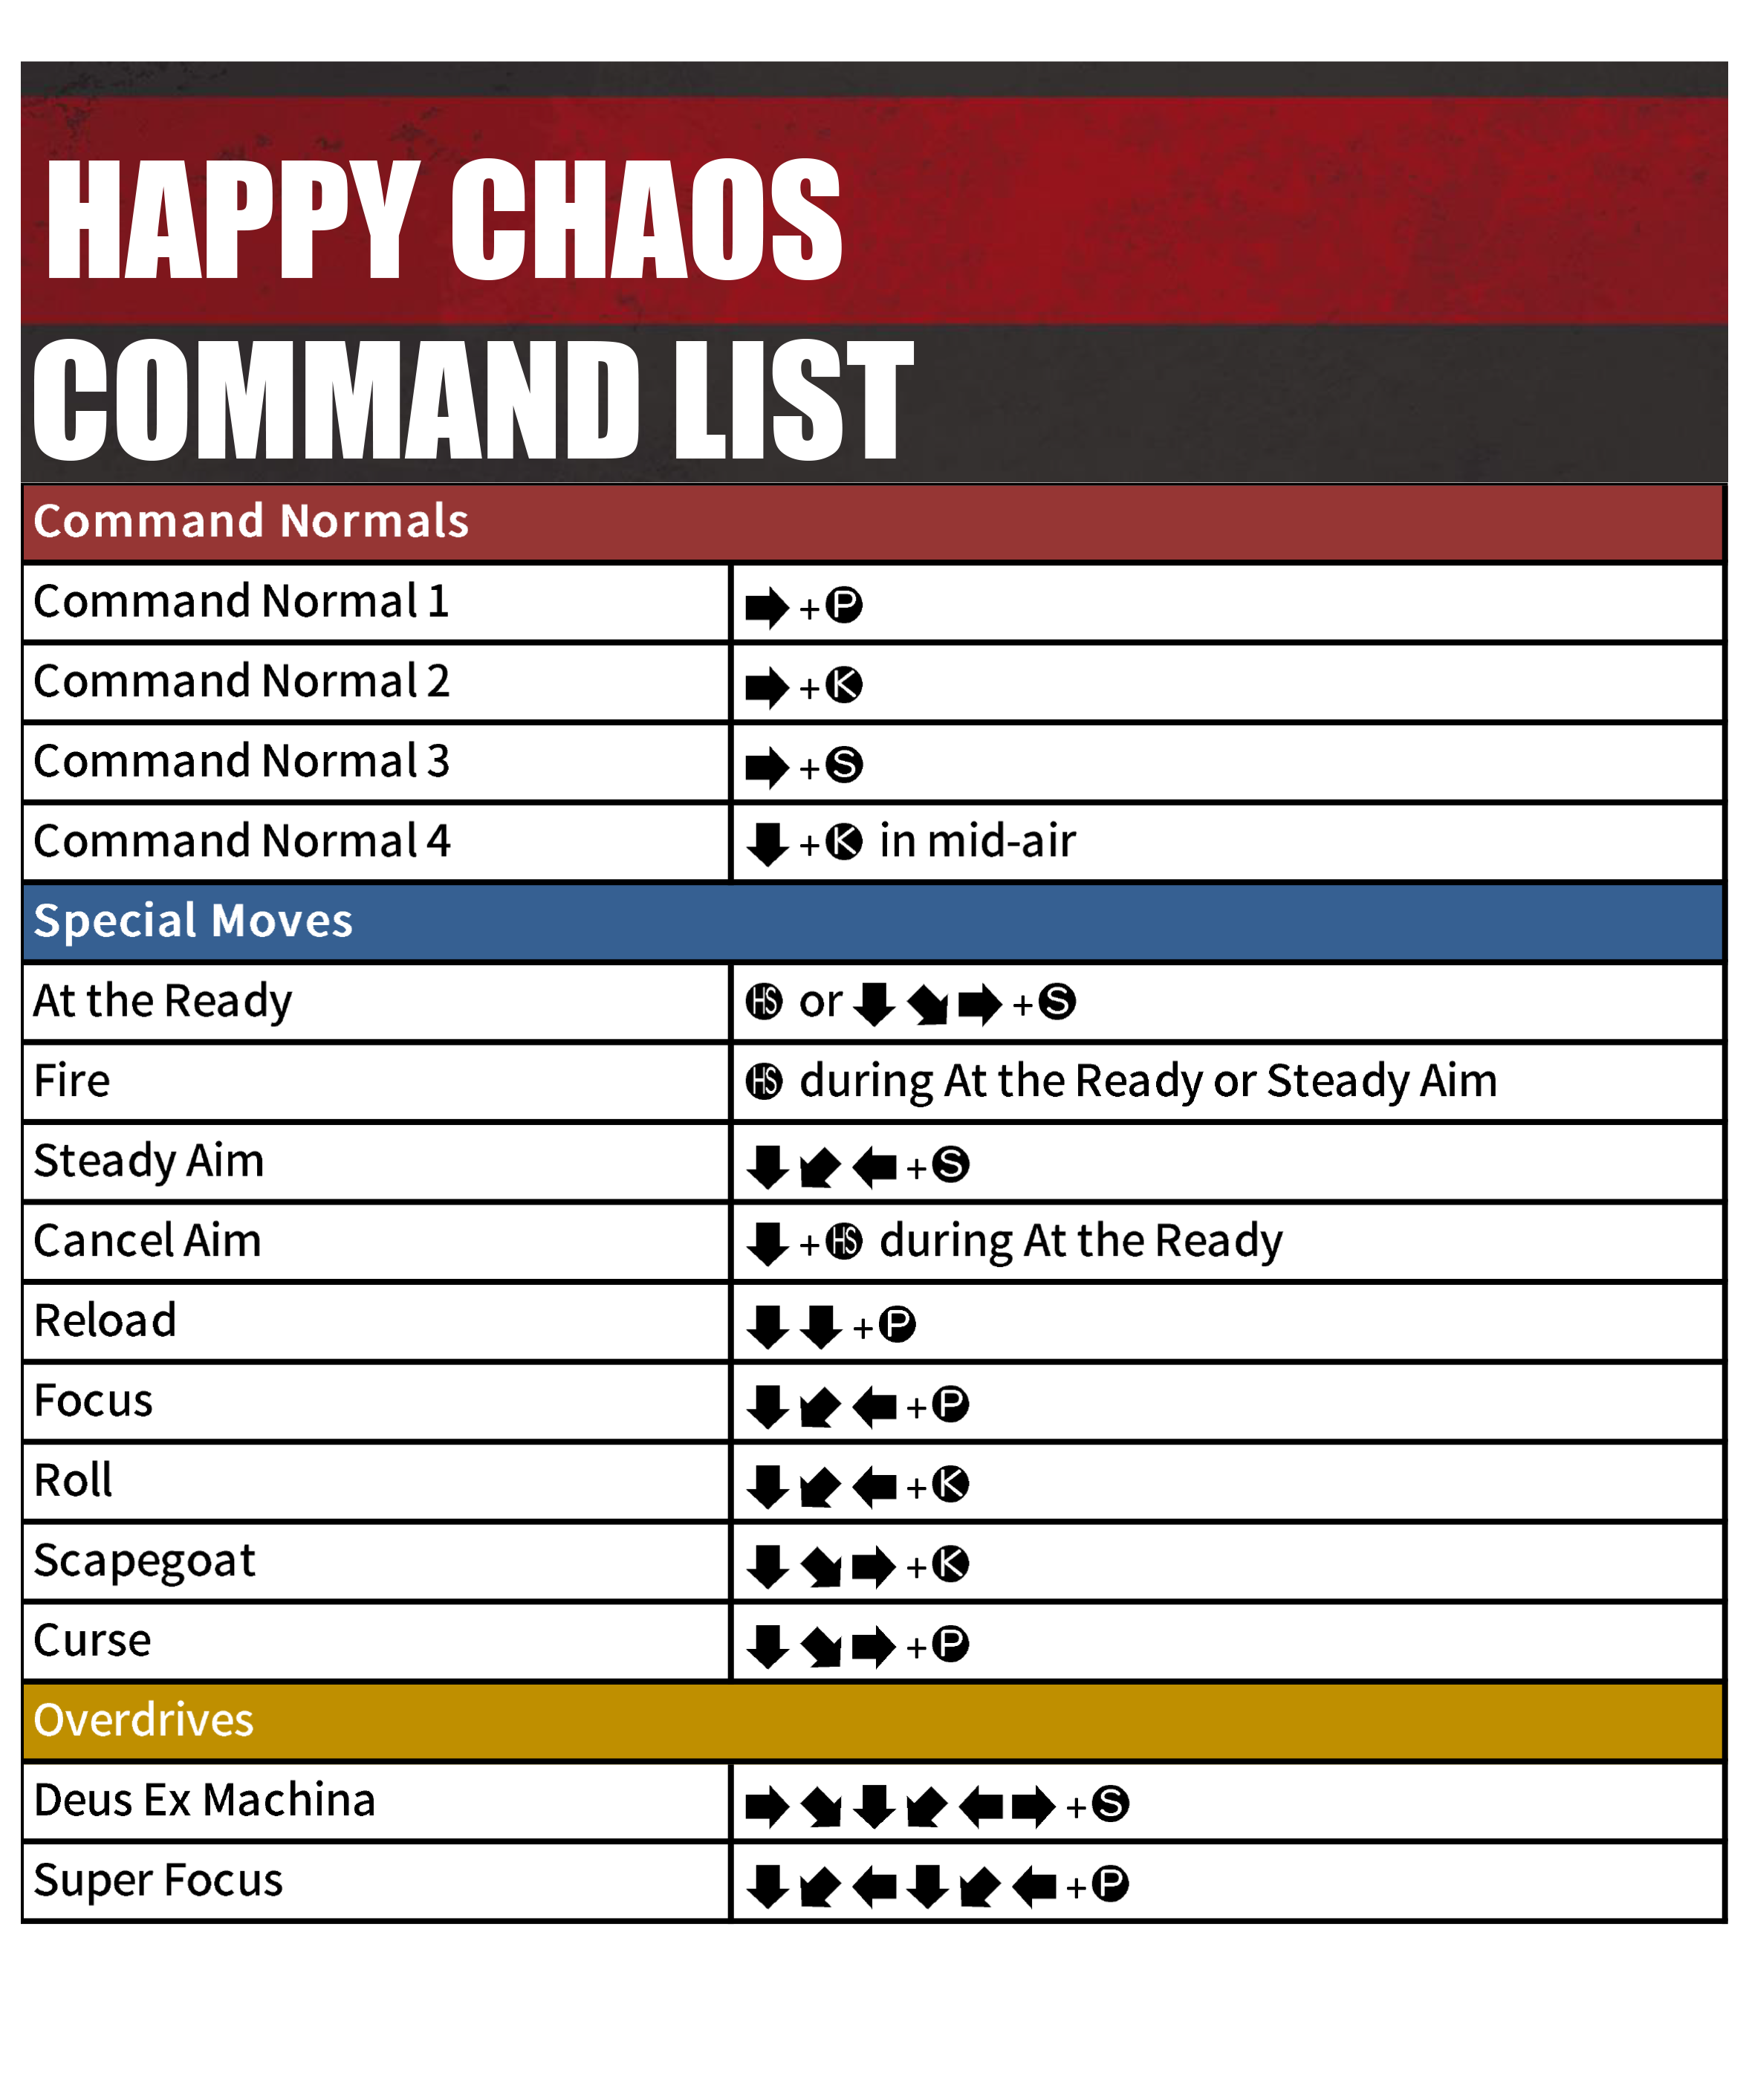 HAPPY CHAOS
COMMAND LIST
Command Normals
Command Normal 1 ➡ + P
Command Normal 2 ➡ + K
Command Normal 3 ➡ + S
Command Normal 4 ⬇ + K in mid-air
Special Moves
At the Ready HS or ⬇ ↘ ➡ + S
Fire HS during At the Ready or Steady Aim
Steady Aim ⬇ ↙ ⬅ + S
Cancel Aim ⬇ + HS during At the Ready
Reload ⬇ ⬇ + P
Focus ⬇ ↙ ⬅ + P
Roll ⬇ ↙ ⬅ + K
Scapegoat ⬇ ↘ ➡ + K
Curse ⬇ ↘ ➡ + P
Overdrives
Deus Ex Machina ➡ ↘ ⬇ ↙ ⬅ ➡ + S
Super Focus ⬇ ↙ ⬅ ⬇ ↙ ⬅ + P